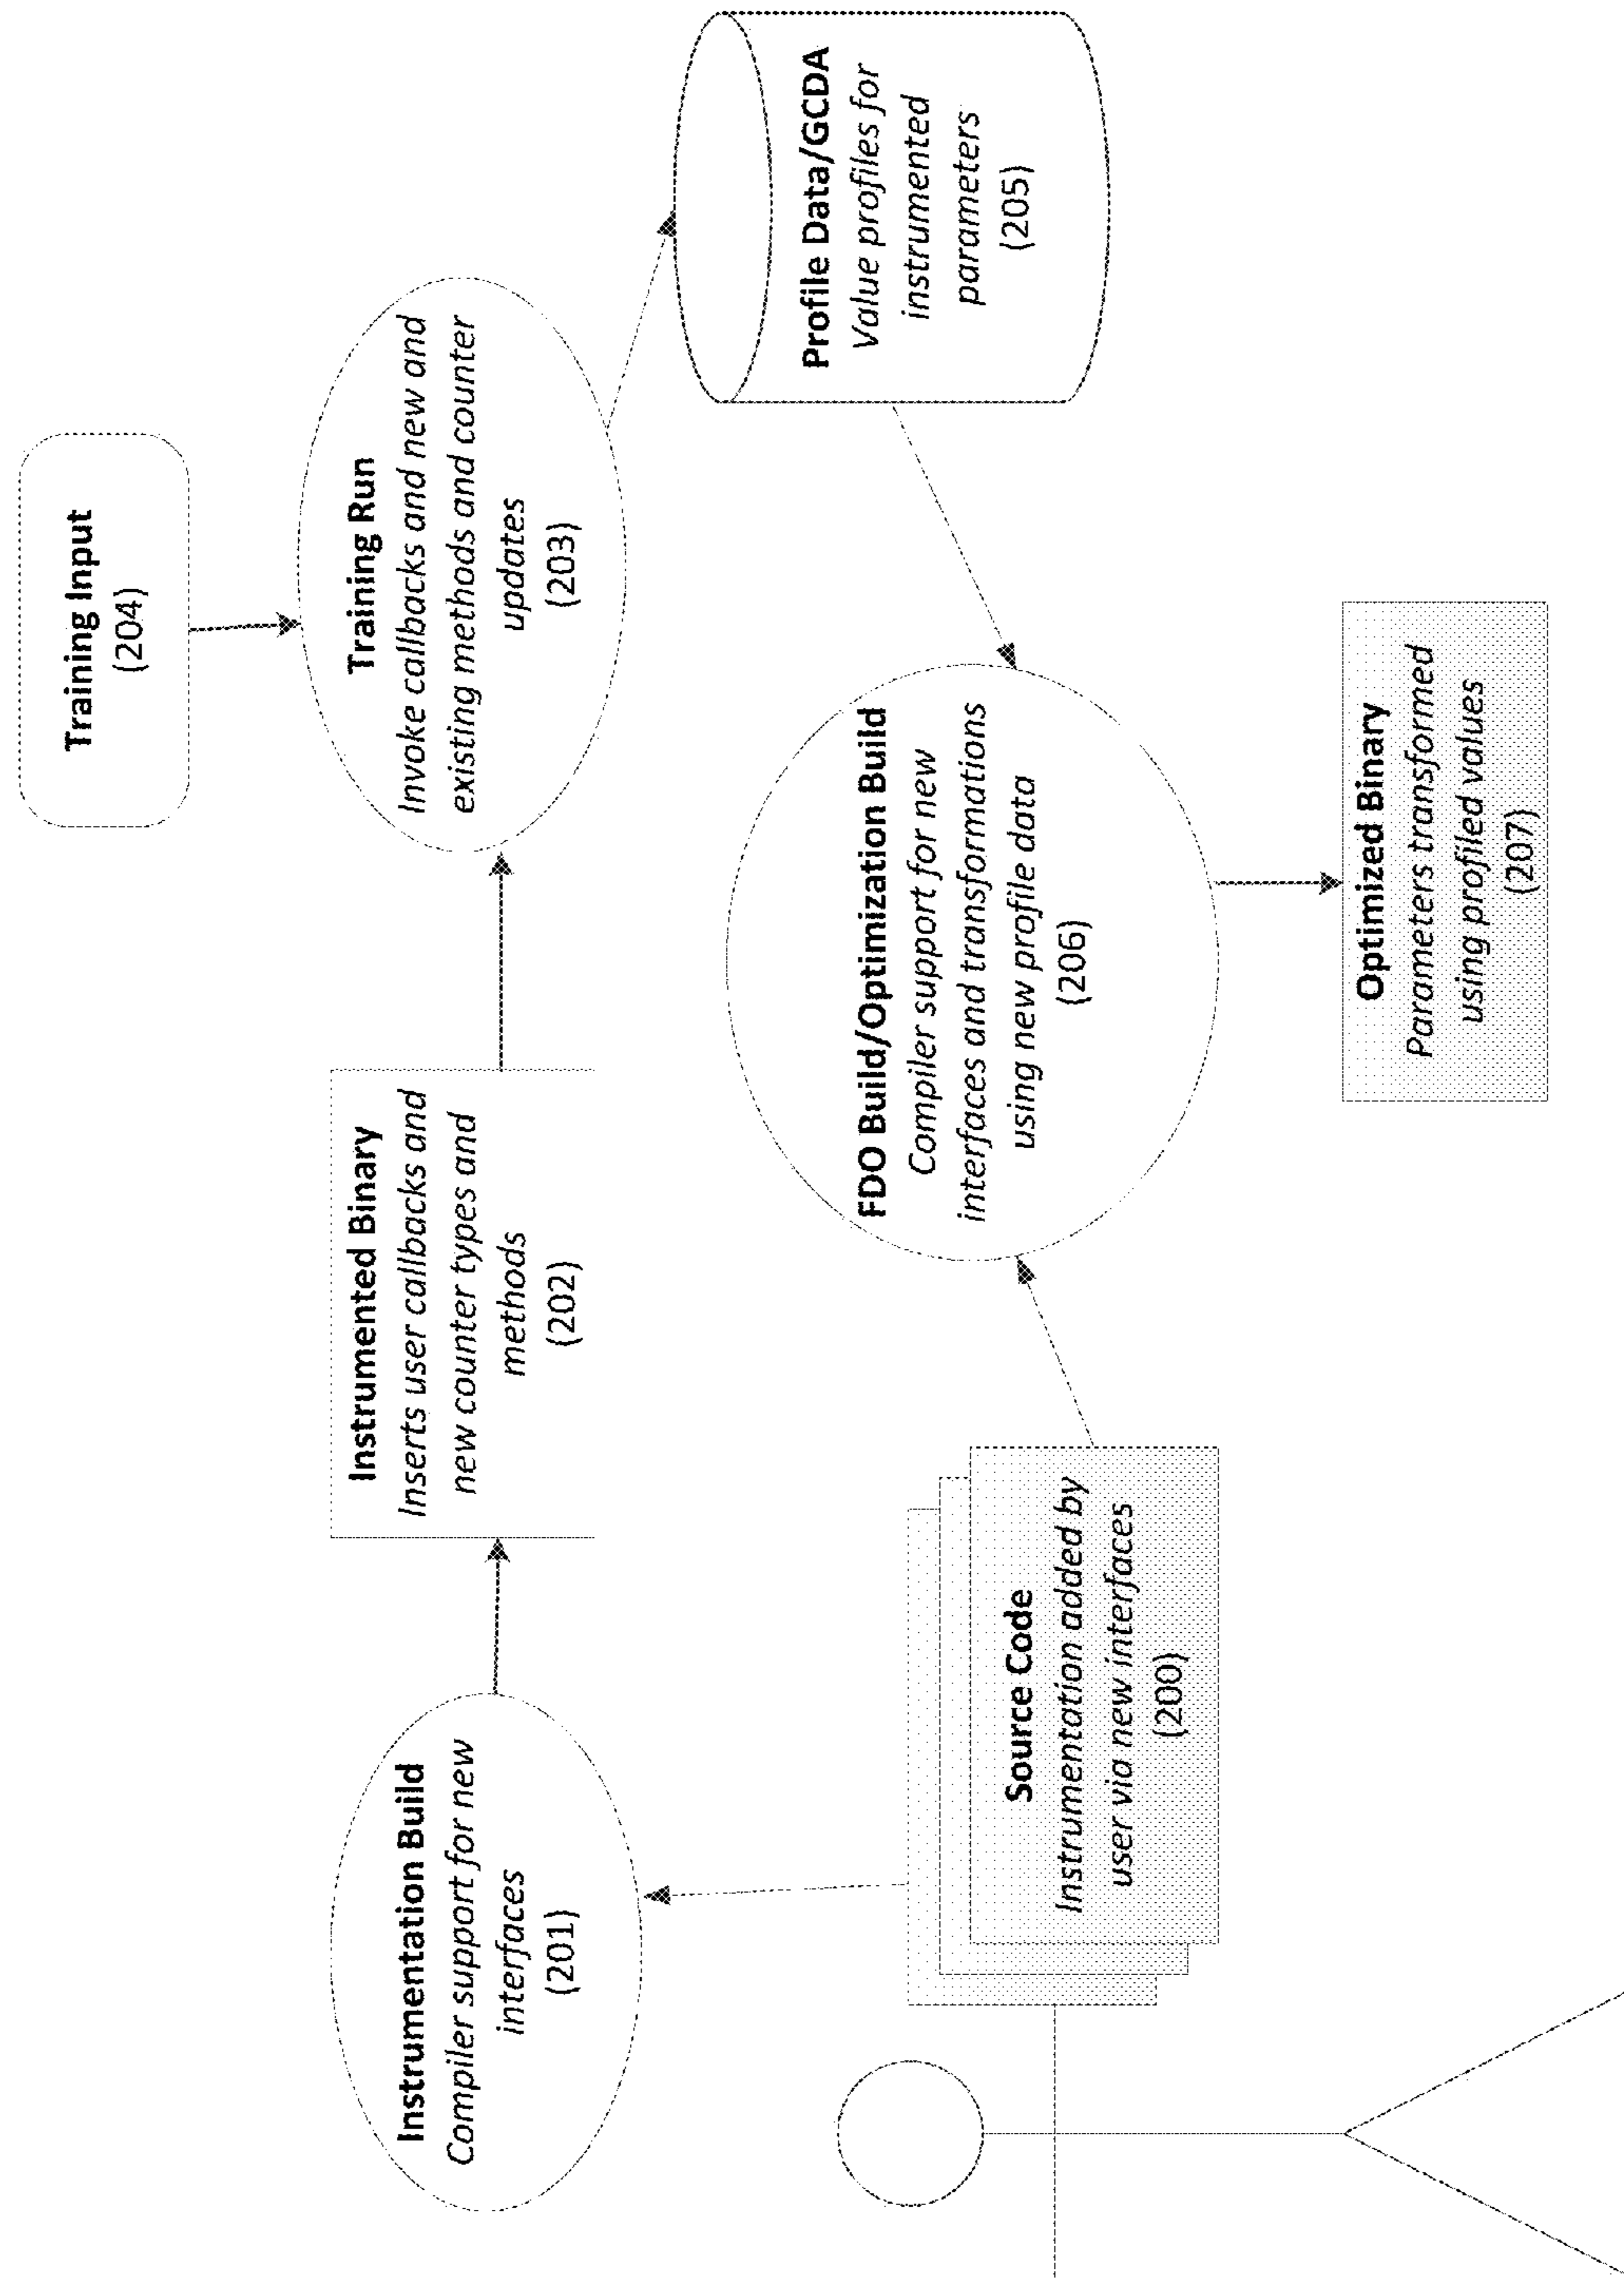 Training Input
(204)
Instrumentation Build
Compiler support for new
interfaces
(201)
Instrumented Binary
Inserts user callbacks and
new counter types and
methods
(202)
Training Run
Invoke callbacks and new and
existing methods and counter
updates
(203)
Profile Data/GCDA
Value profiles for
instrumented
parameters
(205)
Source Code
Instrumentation added by
user via new interfaces
(200)
FDO Build/Optimization Build
Compiler support for new
interfaces and transformations
using new profile data
(206)
Optimized Binary
Parameters transformed
using profiled values
(207)